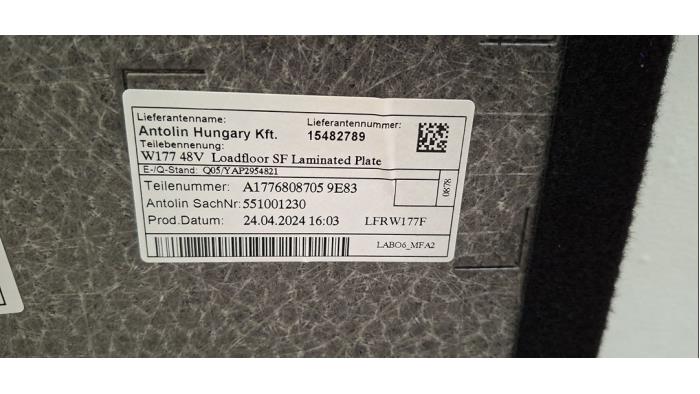 Lieferantenname: Lieferantennummer:
Antolin Hungary Kft. 15482789
Teilebennenung:
W177 48V Loadfloor SF Laminated Plate
E-/Q-Stand: Q05/YAP2954821
Teilenummer: A1776808705 9E83
0878
Antolin SachNr: 551001230
Prod.Datum: 24.04.2024 16:03 LFRW177F
LABO6_MFA2